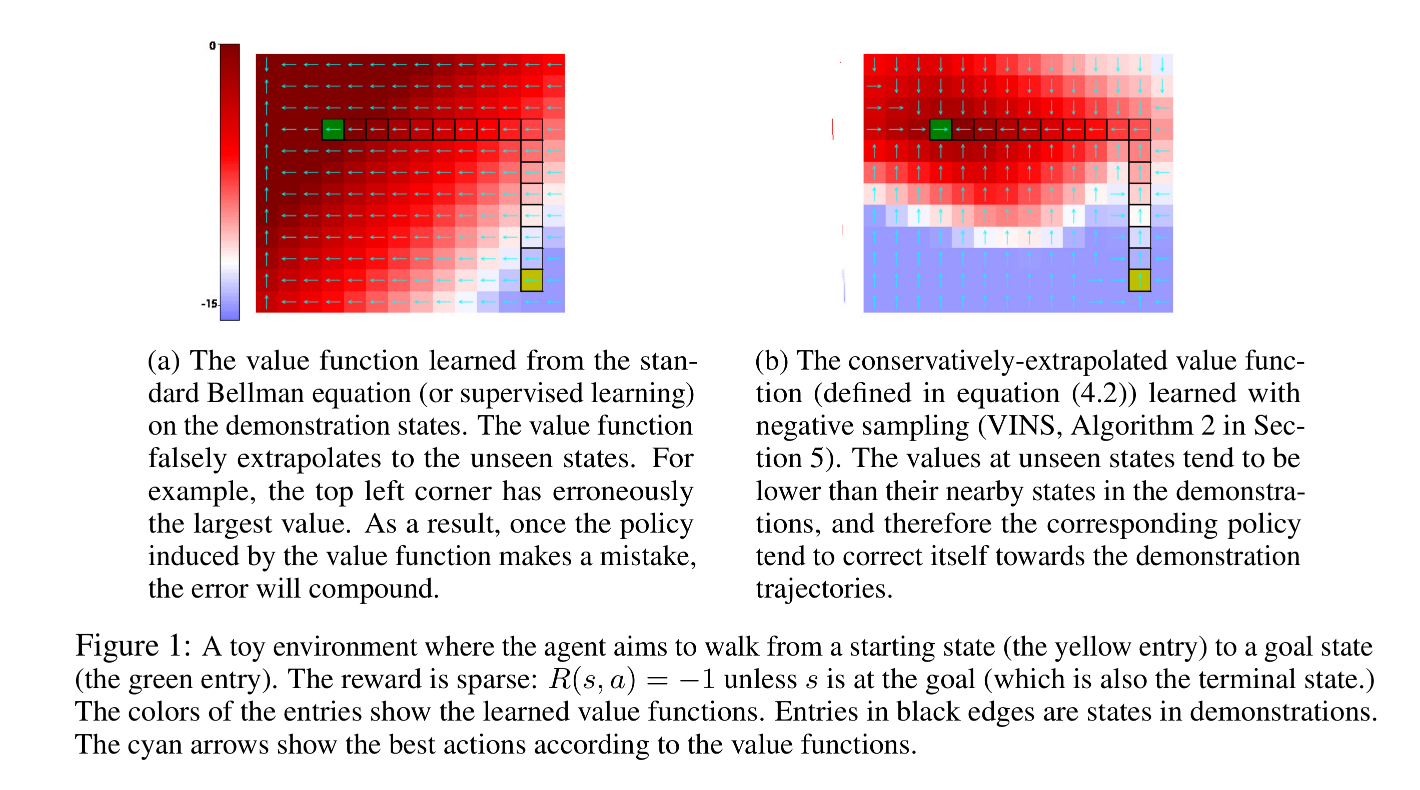 0
-15
(a) The value function learned from the stan-
dard Bellman equation (or supervised learning)
on the demonstration states. The value function
falsely extrapolates to the unseen states. For
example, the top left corner has erroneously
the largest value. As a result, once the policy
induced by the value function makes a mistake,
the error will compound.
(b) The conservatively-extrapolated value func-
tion (defined in equation (4.2)) learned with
negative sampling (VINS, Algorithm 2 in Sec-
tion 5). The values at unseen states tend to be
lower than their nearby states in the demonstra-
tions, and therefore the corresponding policy
tend to correct itself towards the demonstration
trajectories.
Figure 1: A toy environment where the agent aims to walk from a starting state (the yellow entry) to a goal state
(the green entry). The reward is sparse: R(s, a) = −1 unless s is at the goal (which is also the terminal state.)
The colors of the entries show the learned value functions. Entries in black edges are states in demonstrations.
The cyan arrows show the best actions according to the value functions.